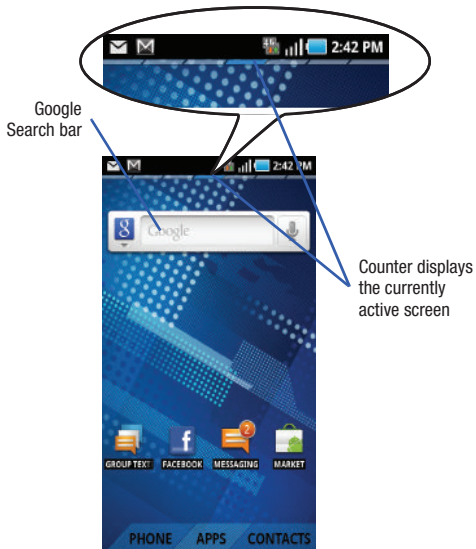 2:42 PM
Google
Search bar
2:42 PM
Google
Counter displays
the currently
active screen
2
GROUP TEXT FACEBOOK MESSAGING MARKET
PHONE APPS CONTACTS